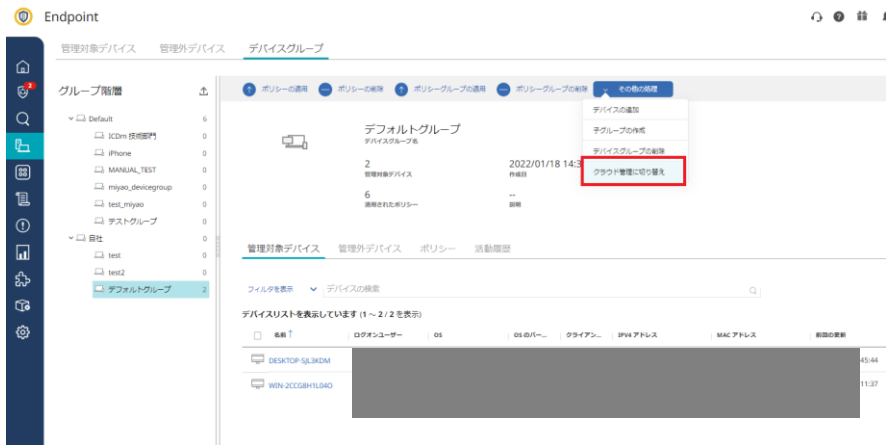 Endpoint
管理対象デバイス 管理外デバイス デバイスグループ
2
グループ階層
Default 6
ICDm 技術部門 0
iPhone 0
MANUAL_TEST 0
miyao_devicegroup 0
test_miyao 0
テストグループ 0
自社 0
test 0
test2 0
デフォルトグループ 2
ポリシーの適用 ポリシーの削除 ポリシーグループの適用 ポリシーグループの削除 その他の処理
デバイスの追加
子グループの作成
デバイスグループの削除
クラウド管理に切り替え
デフォルトグループ
デバイスグループ名
2 2022/01/18 14:3
管理対象デバイス 作成日
6 --
適用されたポリシー 説明
管理対象デバイス 管理外デバイス ポリシー 活動履歴
フィルタを表示 デバイスの検索
デバイスリストを表示しています (1 ～ 2 / 2 を表示)
名前 ログオンユーザー OS OS のバー... クライアン... IPV4 アドレス MAC アドレス 前回の更新
DESKTOP-SJL3KDM 45:44
WIN-2CCG8H1L04O 11:37